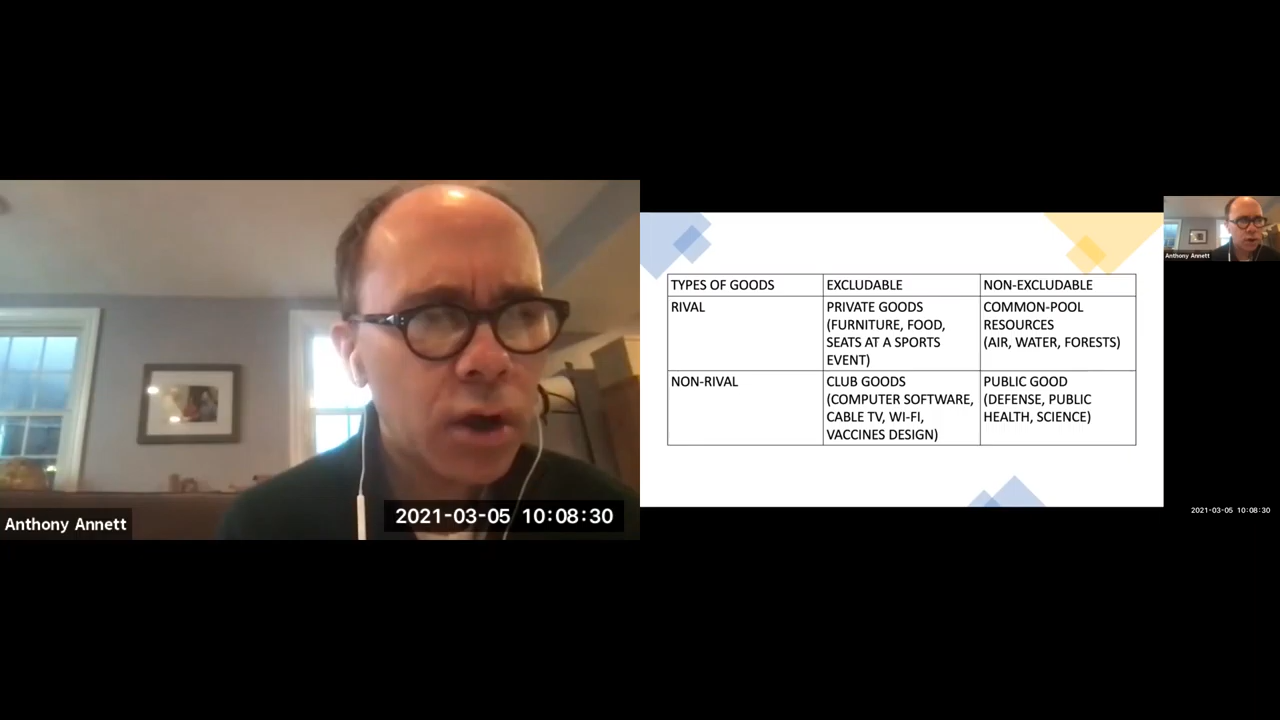 Anthony Annett
2021-03-05 10:08:30
TYPES OF GOODS
EXCLUDABLE
NON-EXCLUDABLE
RIVAL
PRIVATE GOODS
(FURNITURE, FOOD,
SEATS AT A SPORTS
EVENT)
COMMON-POOL
RESOURCES
(AIR, WATER, FORESTS)
NON-RIVAL
CLUB GOODS
(COMPUTER SOFTWARE,
CABLE TV, WI-FI,
VACCINES DESIGN)
PUBLIC GOOD
(DEFENSE, PUBLIC
HEALTH, SCIENCE)
Anthony Annett
2021-03-05 10:08:30